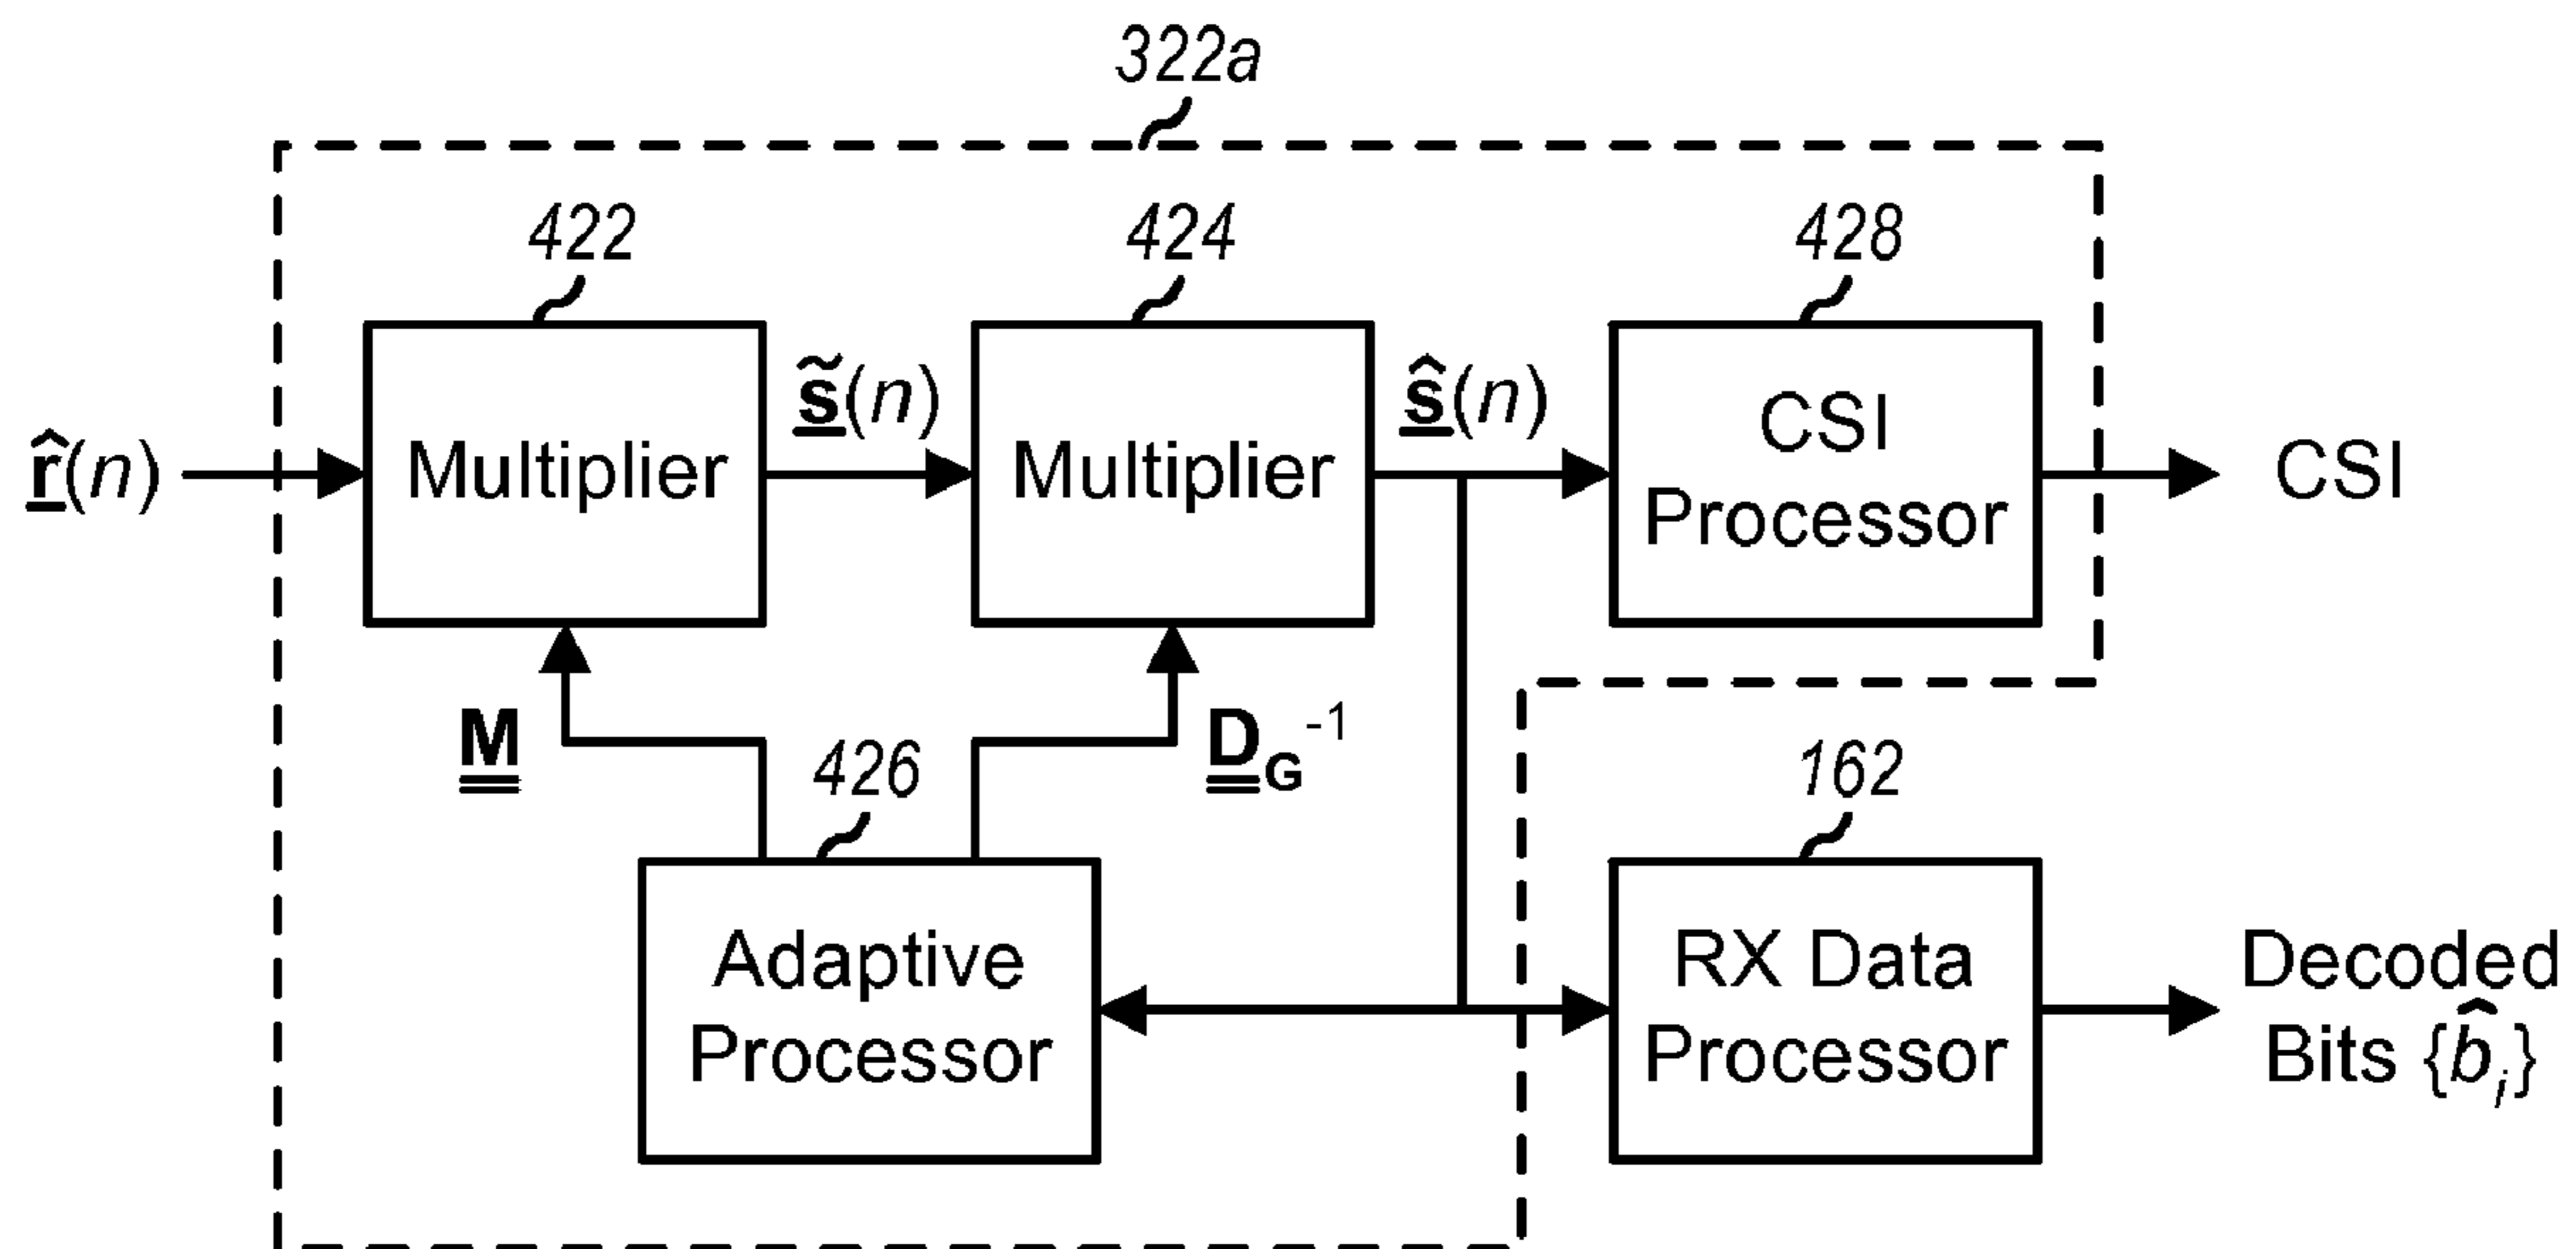 322a
422
424
428
r̂(n)
Multiplier
s̃(n)
Multiplier
ŝ(n)
CSI
Processor
CSI
M
D_G^-1
426
162
Adaptive
Processor
RX Data
Processor
Decoded
Bits {b̂_i}